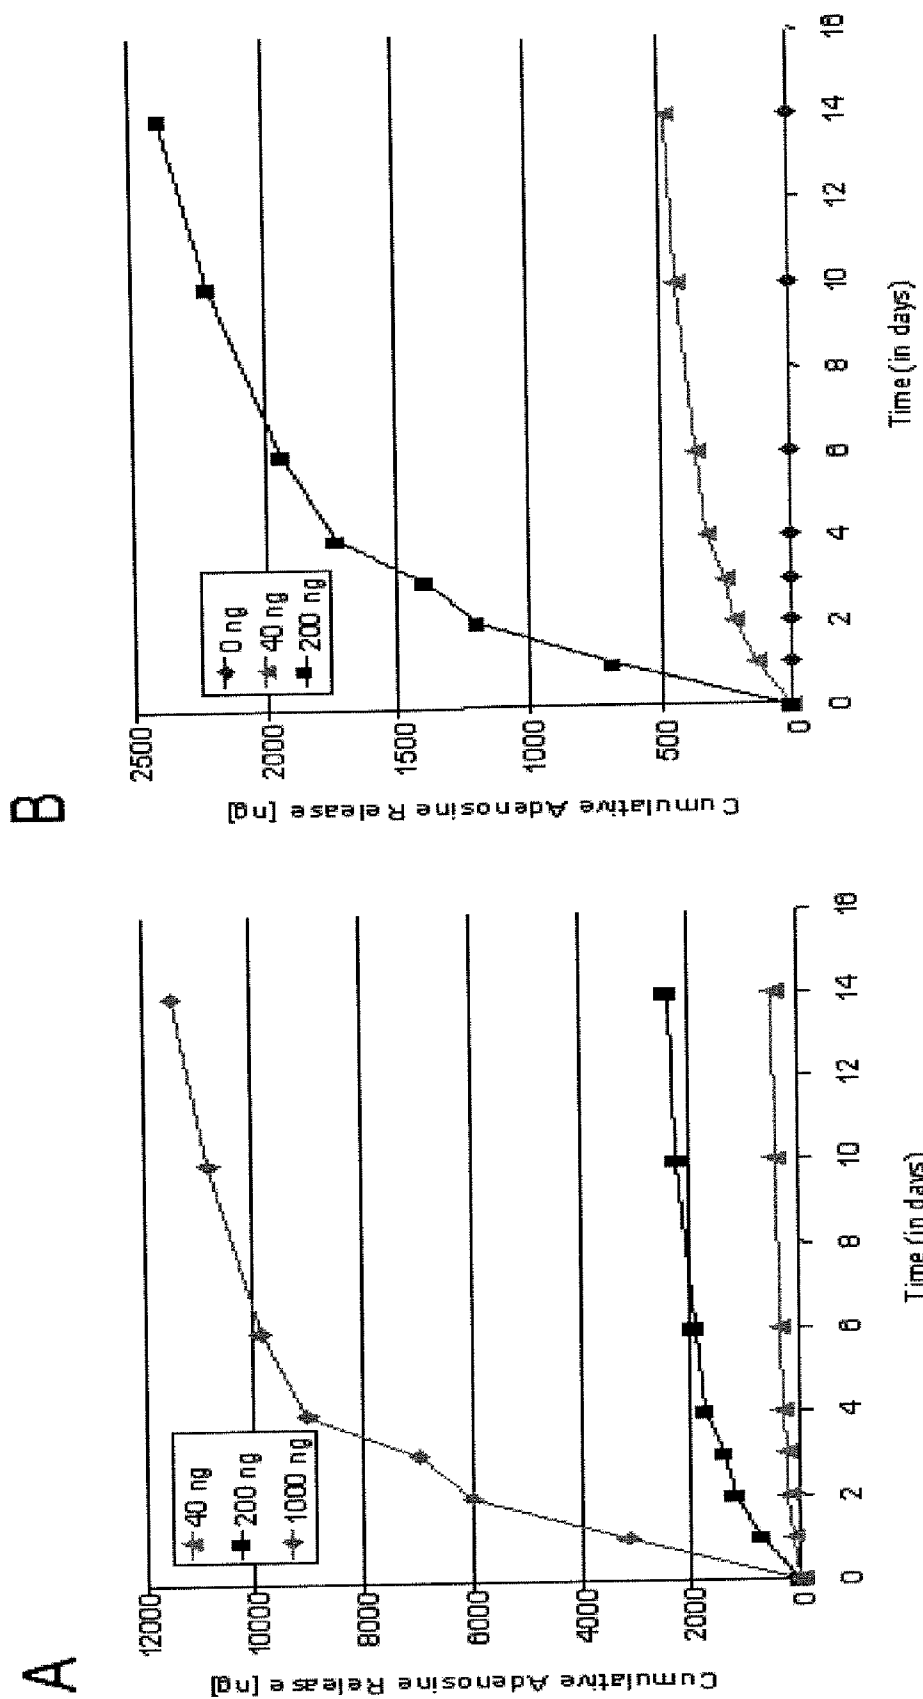 A
Cumulative Adenosine Release [ng]
12000
10000
8000
6000
4000
2000
0
40 ng
200 ng
1000 ng
0 2 4 6 8 10 12 14 16
Time (in days)
B
Cumulative Adenosine Release [ng]
2500
2000
1500
1000
500
0
0 ng
40 ng
200 ng
0 2 4 6 8 10 12 14 16
Time (in days)